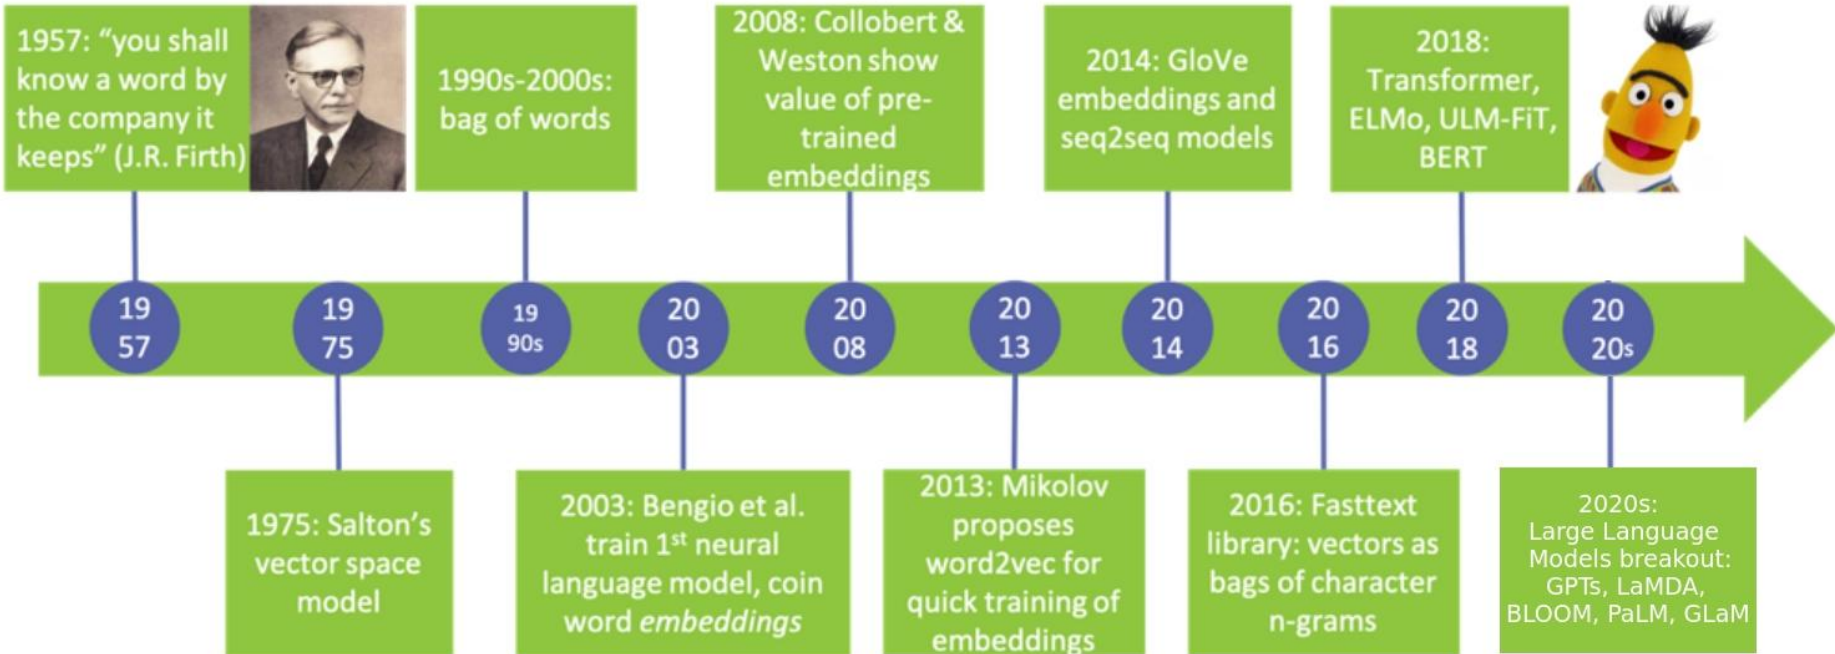 1957: “you shall
know a word by
the company it
keeps” (J.R. Firth)
1990s-2000s:
bag of words
2008: Collobert &
Weston show
value of pre-
trained
embeddings
2014: GloVe
embeddings and
seq2seq models
2018:
Transformer,
ELMo, ULM-FiT,
BERT
19
57
19
75
19
90s
20
03
20
08
20
13
20
14
20
16
20
18
20
20s
1975: Salton’s
vector space
model
2003: Bengio et al.
train 1st neural
language model, coin
word embeddings
2013: Mikolov
proposes
word2vec for
quick training of
embeddings
2016: Fasttext
library: vectors as
bags of character
n-grams
2020s:
Large Language
Models breakout:
GPTs, LaMDA,
BLOOM, PaLM, GLaM